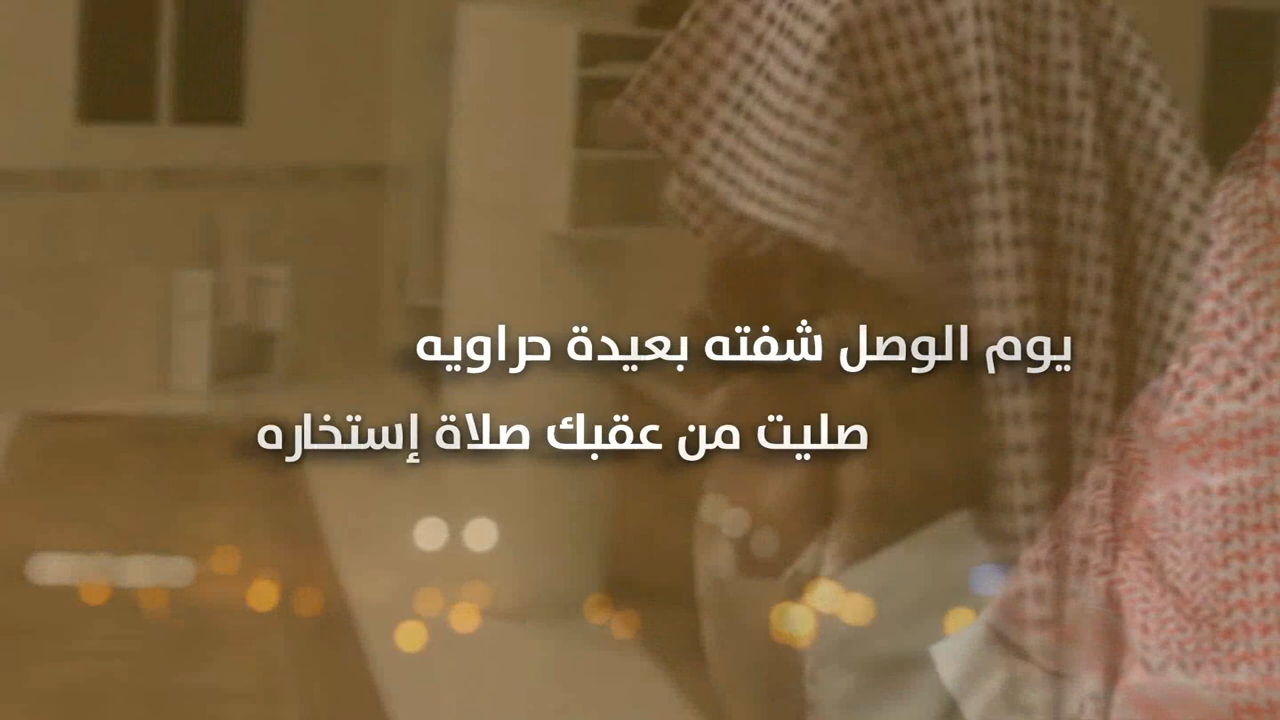 يوم الوصل شفته بعيدة حراويه
صليت من عقبك صلاة إستخاره